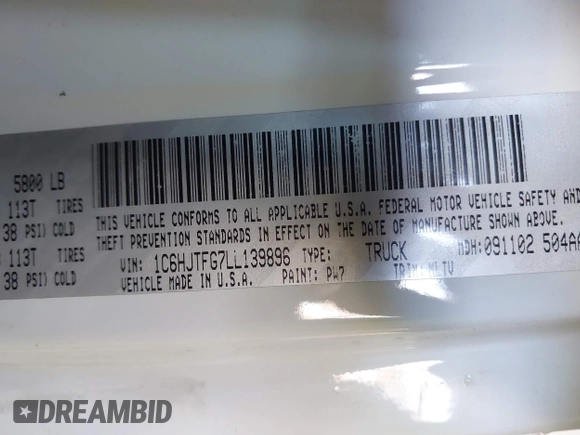 5800 LB
113T TIRES
38 PSI) COLD
113T TIRES
38 PSI) COLD
THIS VEHICLE CONFORMS TO ALL APPLICABLE U.S.A. FEDERAL MOTOR VEHICLE SAFETY AND
THEFT PREVENTION STANDARDS IN EFFECT ON THE DATE OF MANUFACTURE SHOWN ABOVE.
VIN: 1C6HJTFG7LL139896 TYPE: TRUCK MDH:091102 504AA
VEHICLE MADE IN U.S.A. PAINT: PW7
DREAMBID